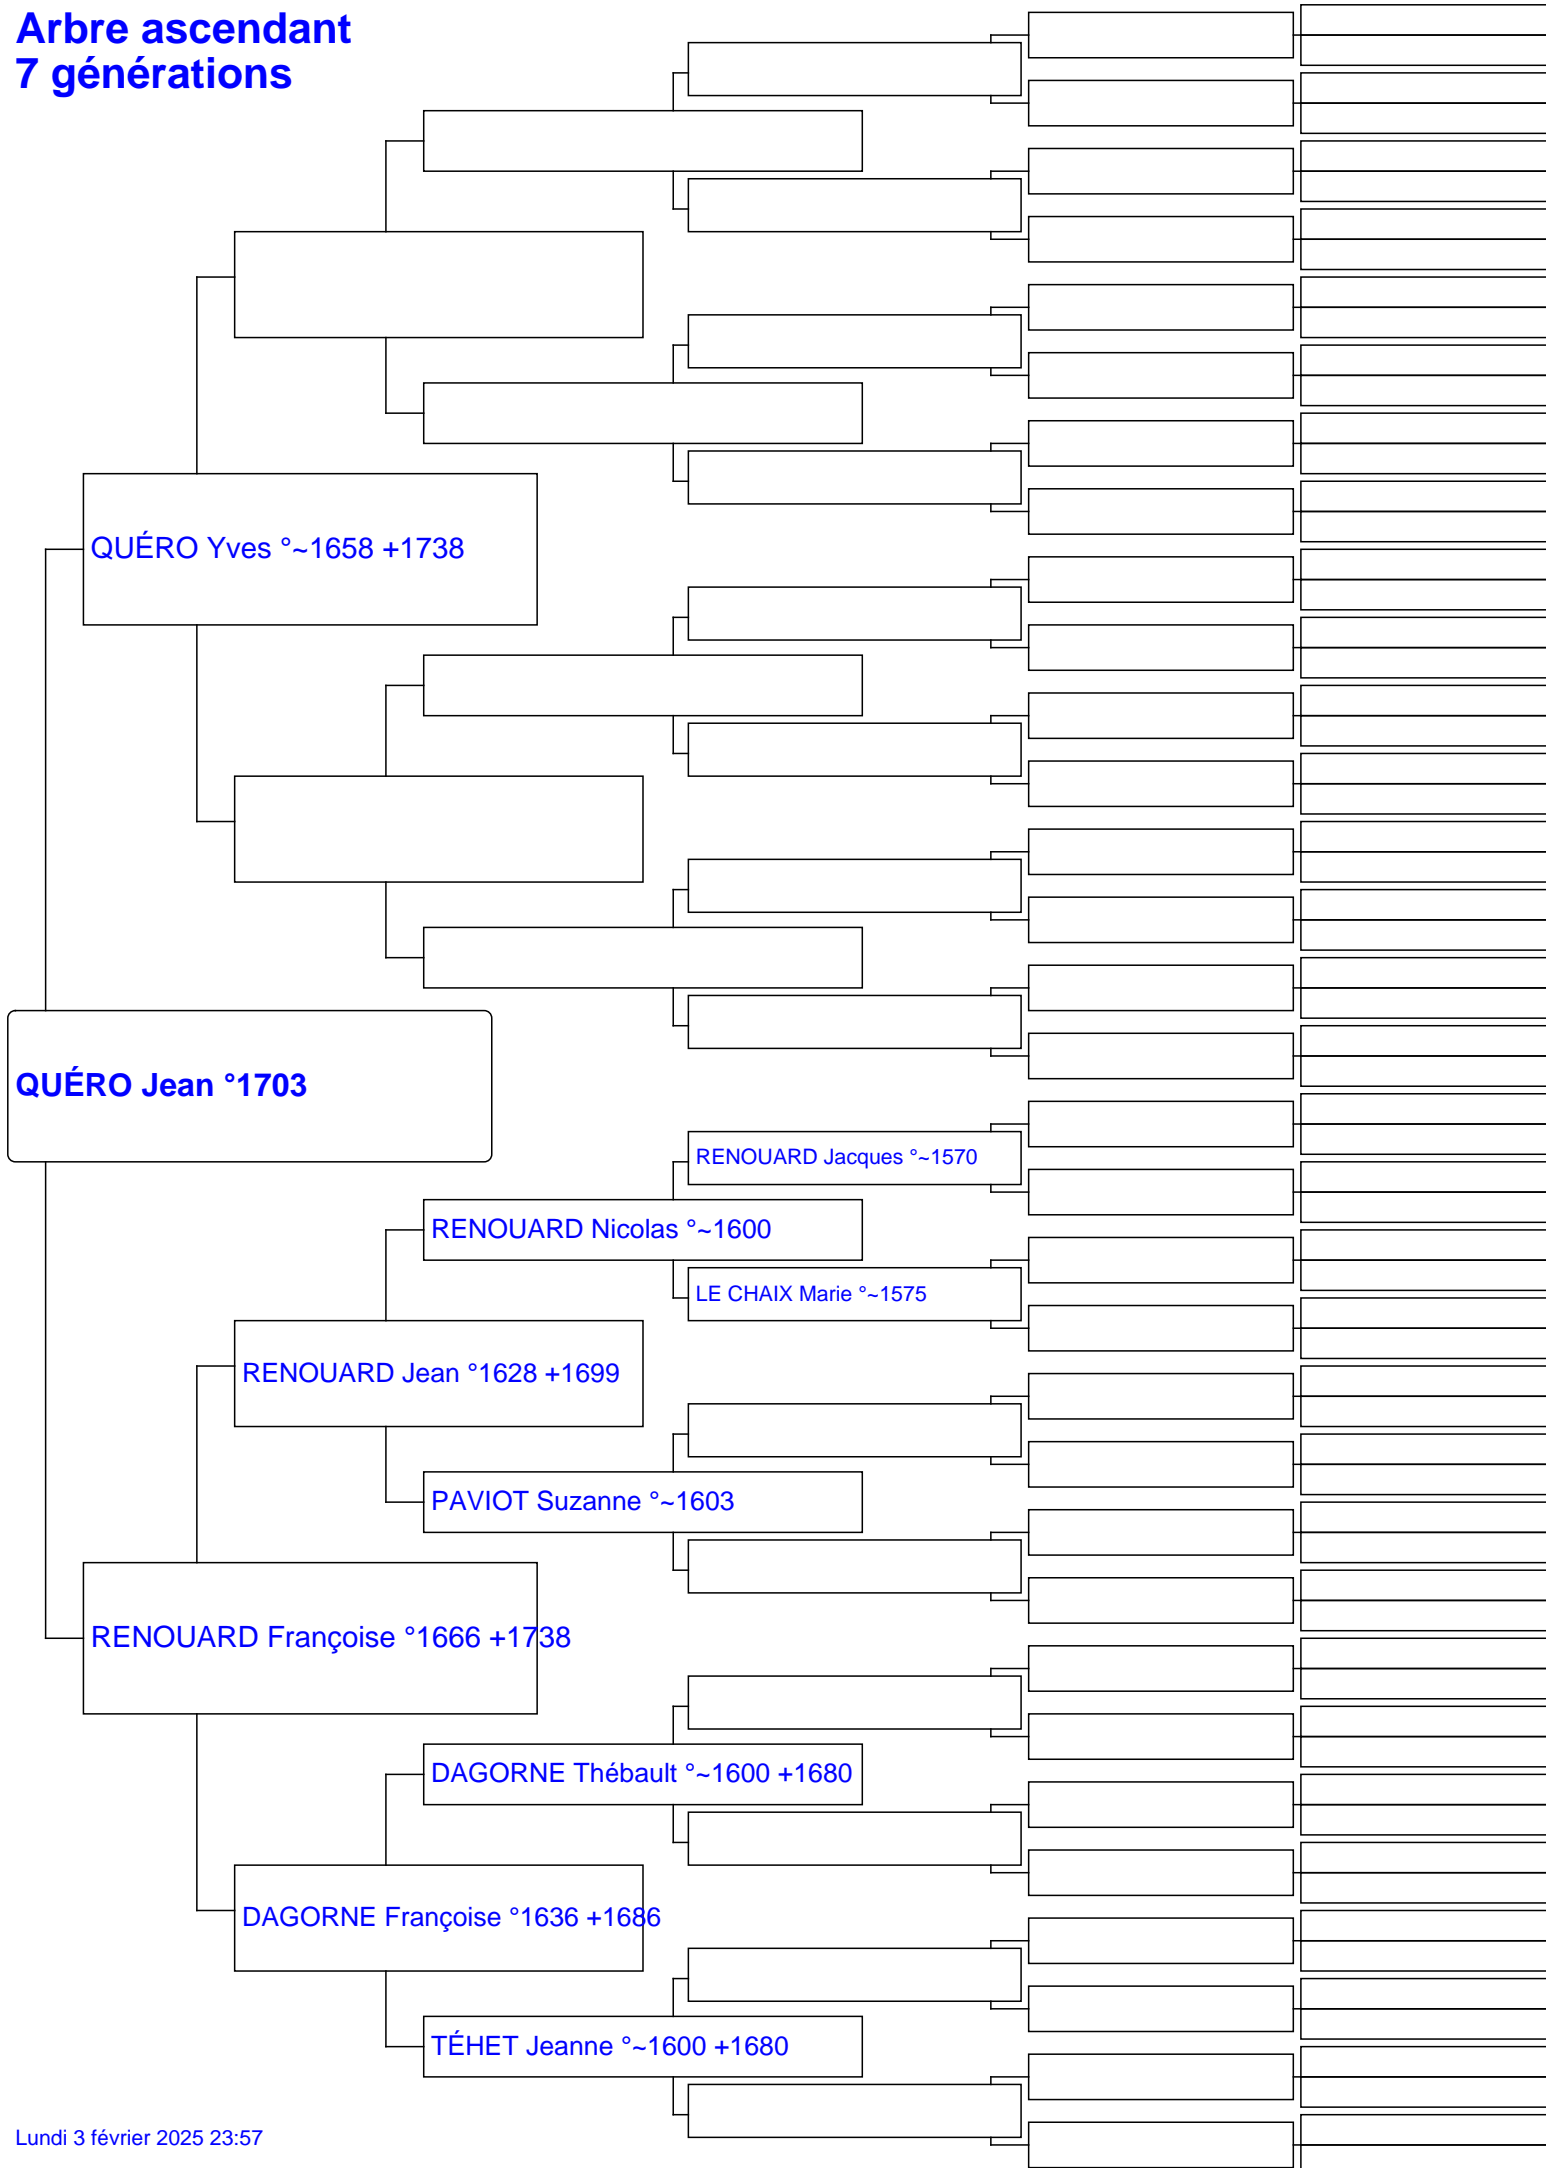 Arbre ascendant
7 générations
QUÉRO Yves °~1658 +1738
QUÉRO Jean °1703
RENOUARD Jacques °~1570
RENOUARD Nicolas °~1600
LE CHAIX Marie °~1575
RENOUARD Jean °1628 +1699
PAVIOT Suzanne °~1603
RENOUARD Françoise °1666 +1738
DAGORNE Thébault °~1600 +1680
DAGORNE Françoise °1636 +1686
TÉHET Jeanne °~1600 +1680
Lundi 3 février 2025 23:57